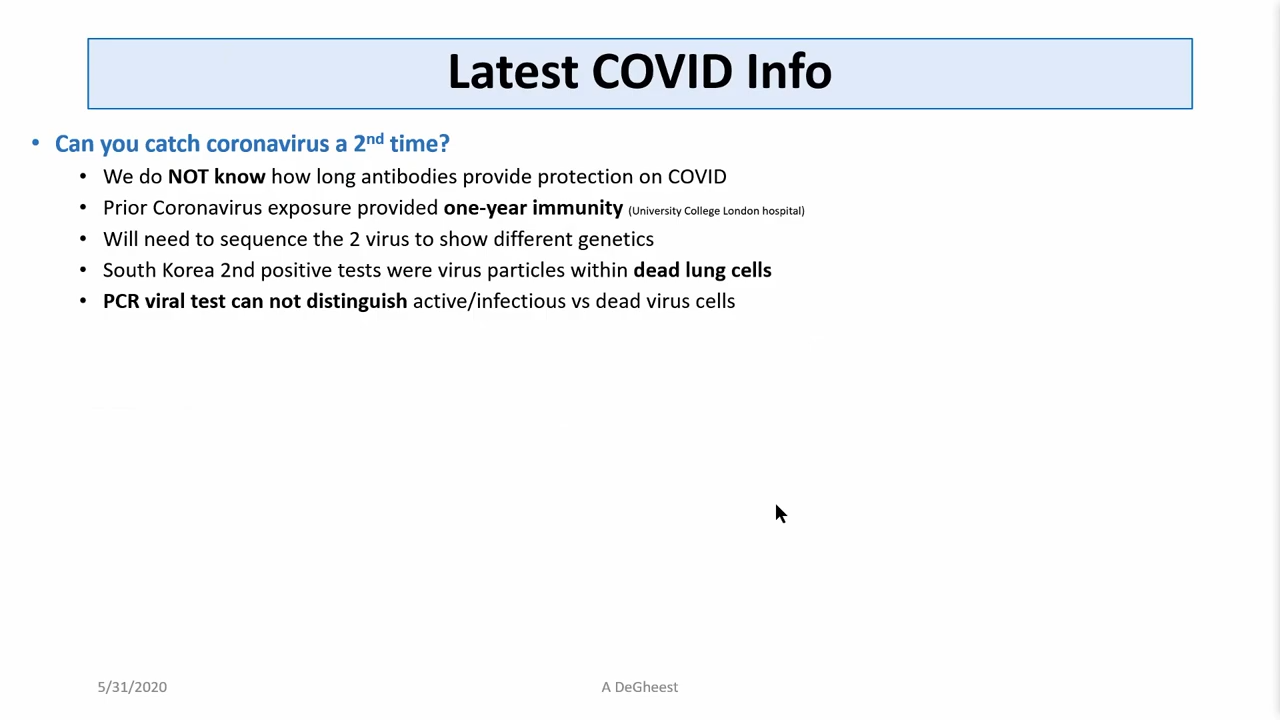 Latest COVID Info
• Can you catch coronavirus a 2nd time?
• We do NOT know how long antibodies provide protection on COVID
• Prior Coronavirus exposure provided one-year immunity (University College London hospital)
• Will need to sequence the 2 virus to show different genetics
• South Korea 2nd positive tests were virus particles within dead lung cells
• PCR viral test can not distinguish active/infectious vs dead virus cells
5/31/2020
A DeGheest